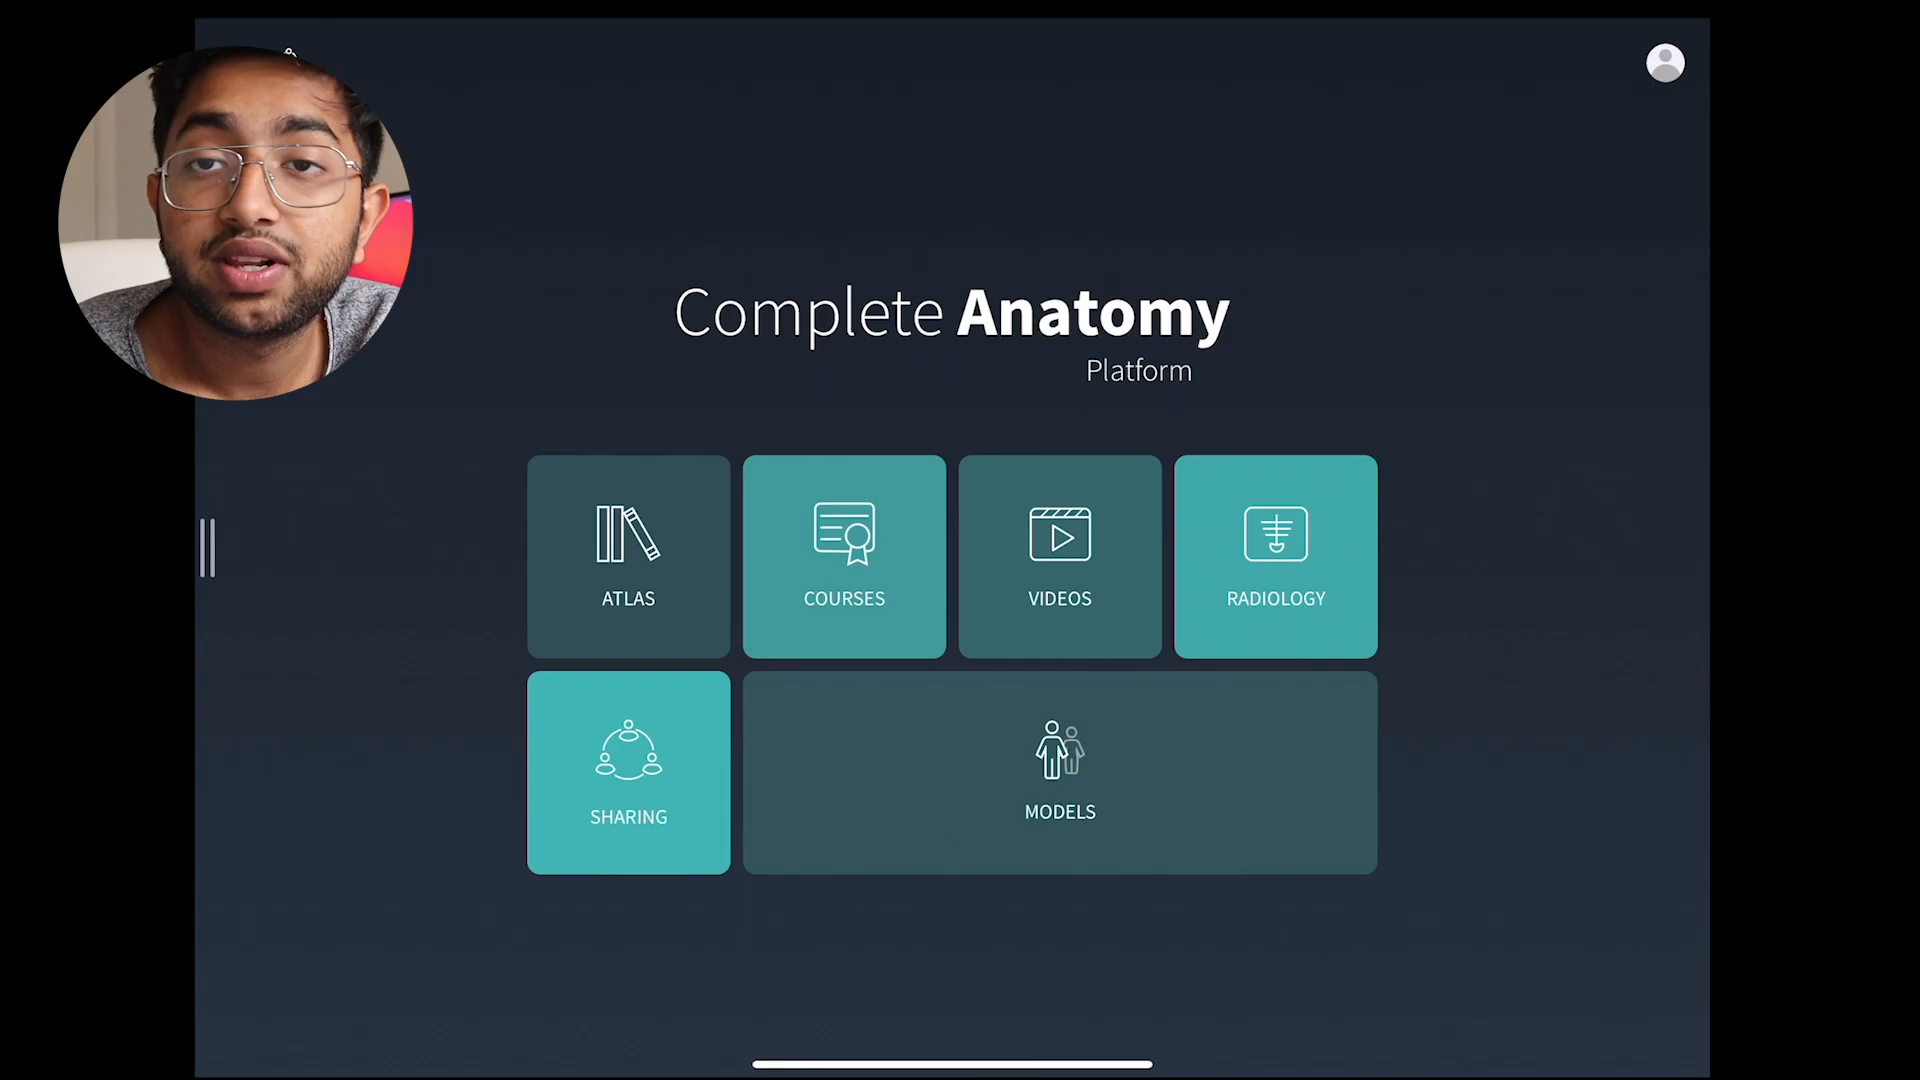 Complete Anatomy
Platform
ATLAS
COURSES
VIDEOS
RADIOLOGY
SHARING
MODELS